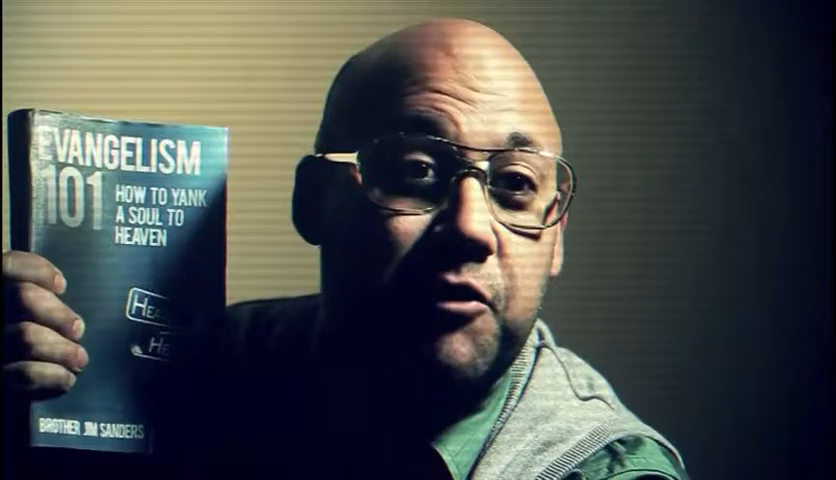 EVANGELISM
101
HOW TO YANK
A SOUL TO
HEAVEN
BROTHER JIM SANDERS